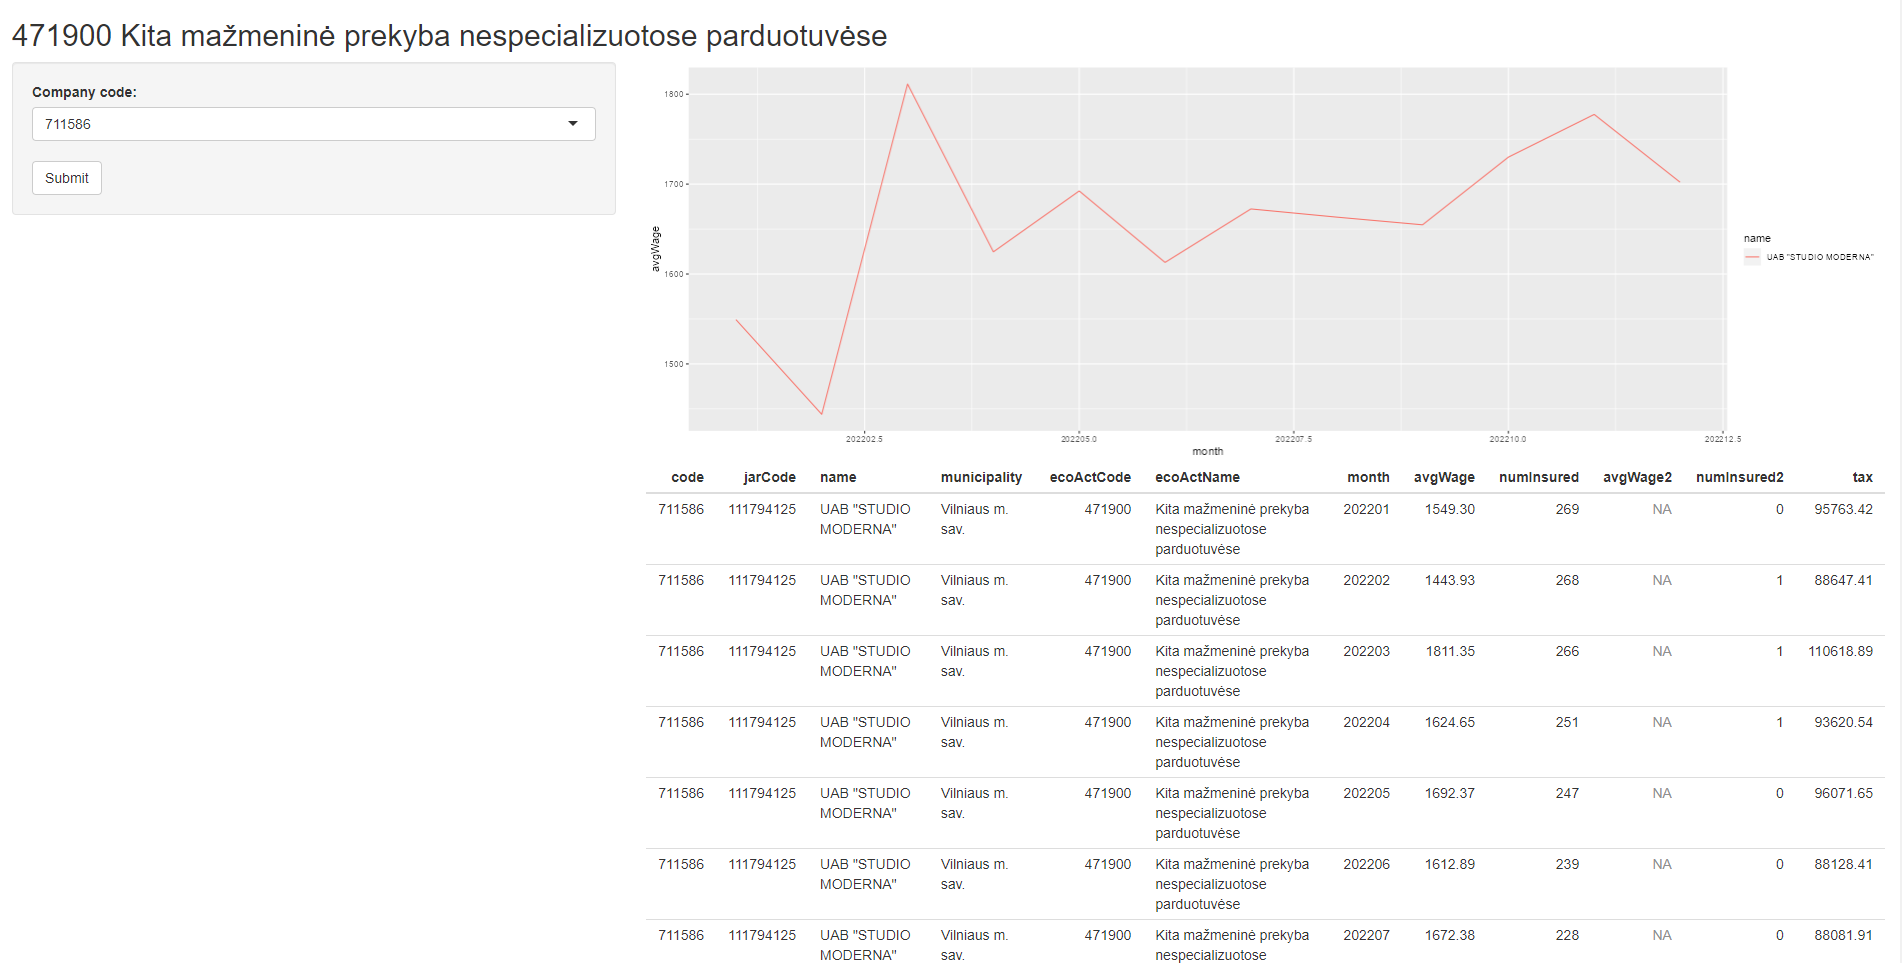 471900 Kita mažmeninė prekyba nespecializuotose parduotuvėse
Company code:
711586
Submit
1800
1700
1600
1500
avgWage
202202.5 202205.0 202207.5 202210.0 202212.5
month
name
UAB "STUDIO MODERNA"
code jarCode name municipality ecoActCode ecoActName month avgWage numInsured avgWage2 numInsured2 tax
711586 111794125 UAB "STUDIO Vilniaus m. 471900 Kita mažmeninė prekyba 202201 1549.30 269 NA 0 95763.42
MODERNA" sav. nespecializuotose
parduotuvėse
711586 111794125 UAB "STUDIO Vilniaus m. 471900 Kita mažmeninė prekyba 202202 1443.93 268 NA 1 88647.41
MODERNA" sav. nespecializuotose
parduotuvėse
711586 111794125 UAB "STUDIO Vilniaus m. 471900 Kita mažmeninė prekyba 202203 1811.35 266 NA 1 110618.89
MODERNA" sav. nespecializuotose
parduotuvėse
711586 111794125 UAB "STUDIO Vilniaus m. 471900 Kita mažmeninė prekyba 202204 1624.65 251 NA 1 93620.54
MODERNA" sav. nespecializuotose
parduotuvėse
711586 111794125 UAB "STUDIO Vilniaus m. 471900 Kita mažmeninė prekyba 202205 1692.37 247 NA 0 96071.65
MODERNA" sav. nespecializuotose
parduotuvėse
711586 111794125 UAB "STUDIO Vilniaus m. 471900 Kita mažmeninė prekyba 202206 1612.89 239 NA 0 88128.41
MODERNA" sav. nespecializuotose
parduotuvėse
711586 111794125 UAB "STUDIO Vilniaus m. 471900 Kita mažmeninė prekyba 202207 1672.38 228 NA 0 88081.91
MODERNA" sav. nespecializuotose